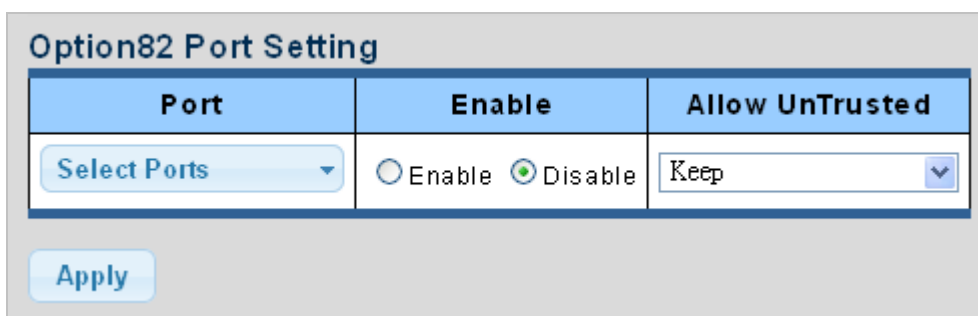 Option82 Port Setting
Port Enable Allow UnTrusted
Select Ports Enable Disable Keep
Apply